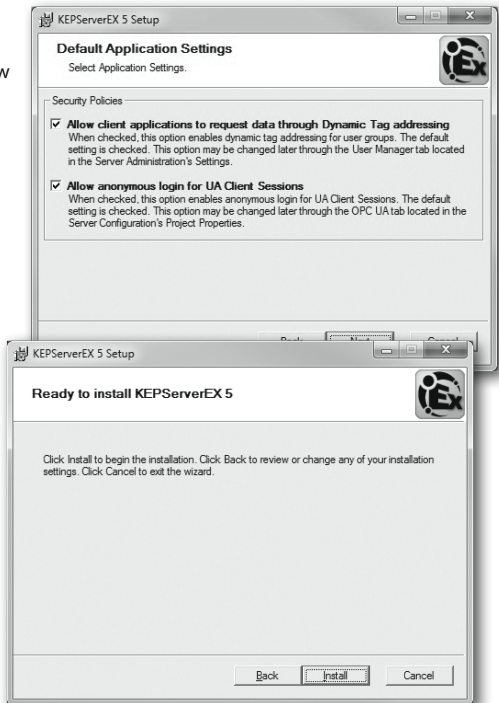 KEPServerEX 5 Setup
Default Application Settings
Select Application Settings.
Security Policies
Allow client applications to request data through Dynamic Tag addressing
When checked, this option enables dynamic tag addressing for user groups. The default
setting is checked. This option may be changed later through the User Manager tab located
in the Server Administration's Settings.
Allow anonymous login for UA Client Sessions
When checked, this option enables anonymous login for UA Client Sessions. The default
setting is checked. This option may be changed later through the OPC UA tab located in the
Server Configuration's Project Properties.
KEPServerEX 5 Setup
Ready to install KEPServerEX 5
Click Install to begin the installation. Click Back to review or change any of your installation
settings. Click Cancel to exit the wizard.
Back Install Cancel